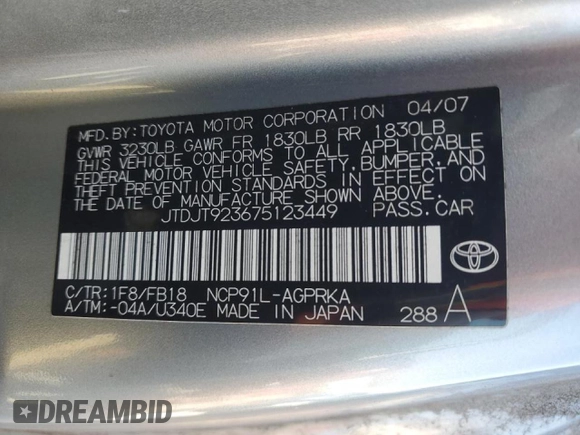 MFD. BY: TOYOTA MOTOR CORPORATION 04/07
GVWR 3230LB GAWR FR 1830LB RR 1830LB
THIS VEHICLE CONFORMS TO ALL APPLICABLE
FEDERAL MOTOR VEHICLE SAFETY, BUMPER, AND
THEFT PREVENTION STANDARDS IN EFFECT ON
THE DATE OF MANUFACTURE SHOWN ABOVE.
JTDJT923675123449 PASS. CAR
TOYOTA
C/TR: 1F8/FB18 NCP91L-AGPRKA
A/TM: -04A/U340E MADE IN JAPAN 288 A
DREAMBID